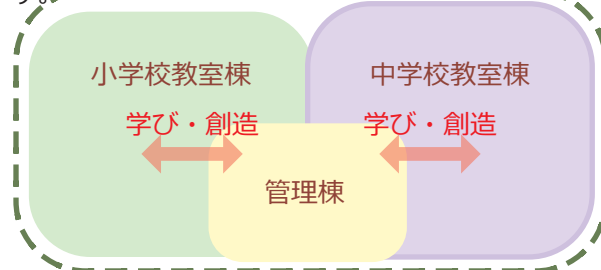 す。
小学校教室棟
中学校教室棟
学び・創造
学び・創造
管理棟